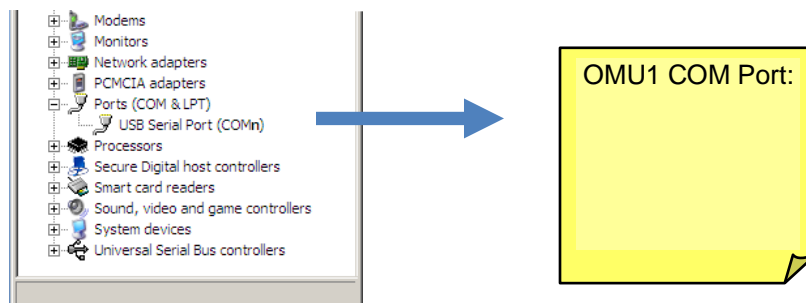 Modems
Monitors
Network adapters
PCMCIA adapters
Ports (COM & LPT)
USB Serial Port (COMn)
Processors
Secure Digital host controllers
Smart card readers
Sound, video and game controllers
System devices
Universal Serial Bus controllers
OMU1 COM Port: